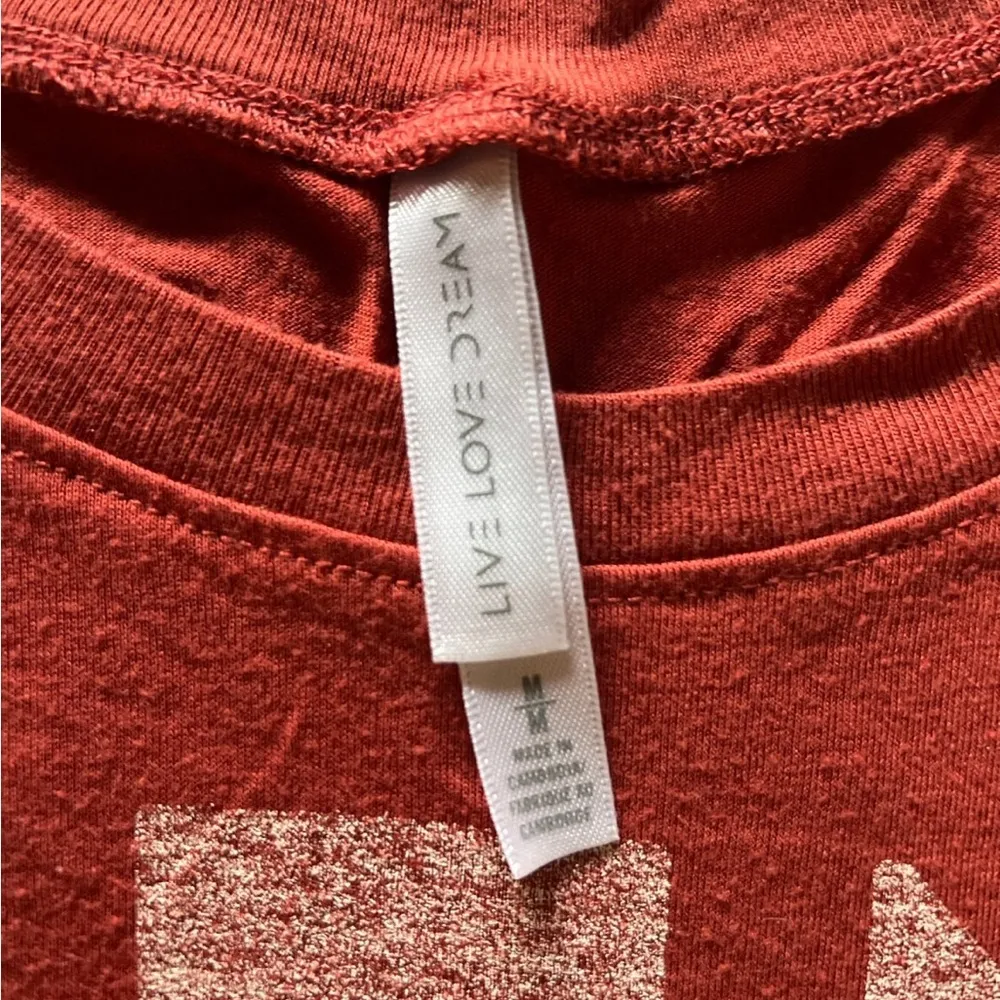 LIVE LOVE DREAM
M
M
MADE IN
CAMBODIA/
FABRIQUÉ AU
CAMBODGE